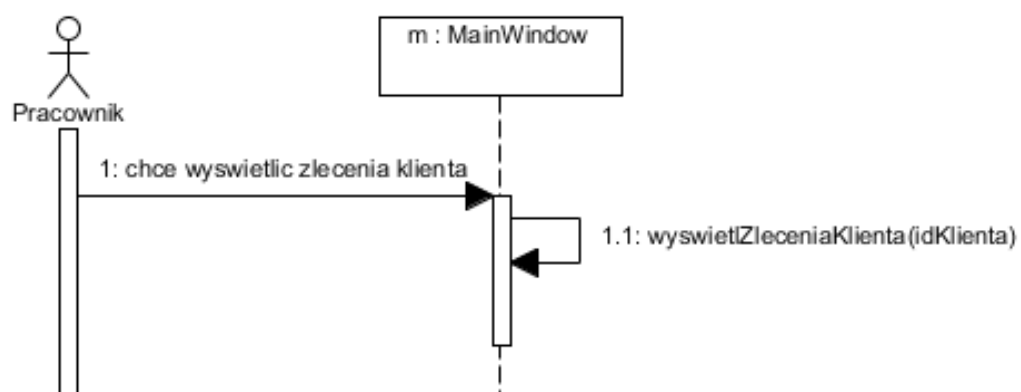 m : MainWindow
Pracownik
1: chce wyswietlic zlecenia klienta
1.1: wyswietlZleceniaKlienta(idKlienta)